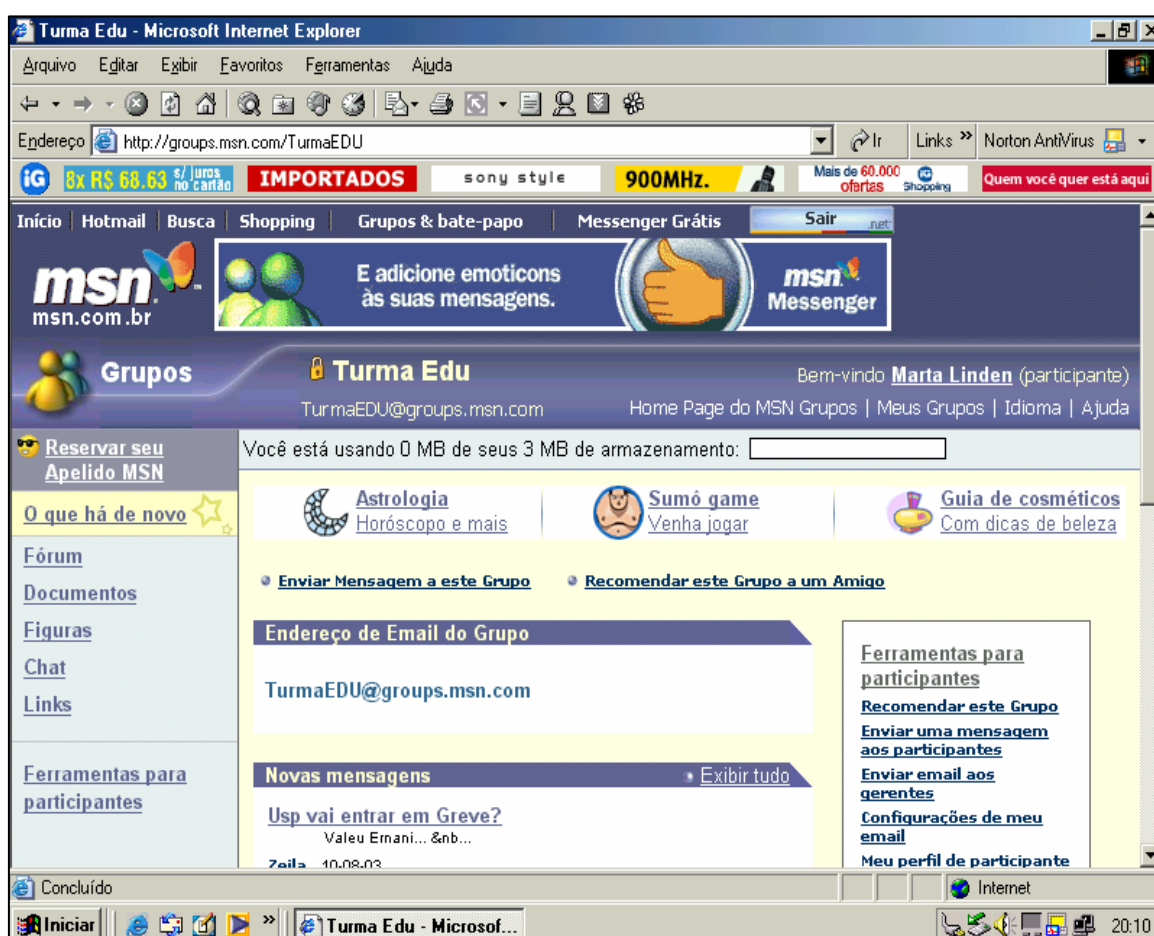 Turma Edu - Microsoft Internet Explorer
Arquivo Editar Exibir Favoritos Ferramentas Ajuda
Endereço http://groups.msn.com/TurmaEDU Ir Links » Norton AntiVirus
iG 8x R$ 68.63 s/ juros no cartão IMPORTADOS sony style 900MHz. Mais de 60.000 ofertas iG Shopping Quem você quer está aqui
Início | Hotmail | Busca | Shopping | Grupos & bate-papo | Messenger Grátis Sair .net
msn.
msn.com.br
E adicione emoticons
às suas mensagens.
msn
Messenger
Grupos
Turma Edu
Bem-vindo Marta Linden (participante)
TurmaEDU@groups.msn.com
Home Page do MSN Grupos | Meus Grupos | Idioma | Ajuda
Reservar seu
Apelido MSN
O que há de novo
Fórum
Documentos
Figuras
Chat
Links
Ferramentas para
participantes
Você está usando 0 MB de seus 3 MB de armazenamento:
Astrologia
Horóscopo e mais
Sumô game
Venha jogar
Guia de cosméticos
Com dicas de beleza
Enviar Mensagem a este Grupo
Recomendar este Grupo a um Amigo
Endereço de Email do Grupo
TurmaEDU@groups.msn.com
Novas mensagens Exibir tudo
Usp vai entrar em Greve?
Valeu Ernani... &nb...
Zeila 10-08-03
Ferramentas para
participantes
Recomendar este Grupo
Enviar uma mensagem
aos participantes
Enviar email aos
gerentes
Configurações de meu
email
Meu perfil de participante
Concluído Internet
Iniciar » Turma Edu - Microsof... 20:10